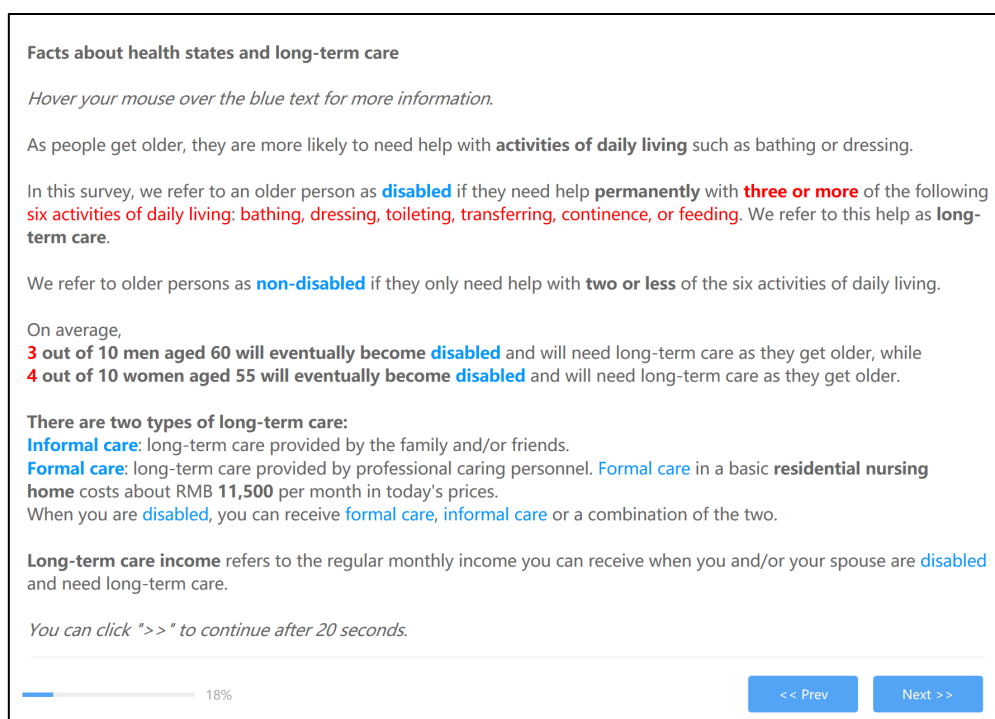 Facts about health states and long-term care
Hover your mouse over the blue text for more information.
As people get older, they are more likely to need help with activities of daily living such as bathing or dressing.
In this survey, we refer to an older person as disabled if they need help permanently with three or more of the following
six activities of daily living: bathing, dressing, toileting, transferring, continence, or feeding. We refer to this help as long-
term care.
We refer to older persons as non-disabled if they only need help with two or less of the six activities of daily living.
On average,
3 out of 10 men aged 60 will eventually become disabled and will need long-term care as they get older, while
4 out of 10 women aged 55 will eventually become disabled and will need long-term care as they get older.
There are two types of long-term care:
Informal care: long-term care provided by the family and/or friends.
Formal care: long-term care provided by professional caring personnel. Formal care in a basic residential nursing
home costs about RMB 11,500 per month in today's prices.
When you are disabled, you can receive formal care, informal care or a combination of the two.
Long-term care income refers to the regular monthly income you can receive when you and/or your spouse are disabled
and need long-term care.
You can click ">>" to continue after 20 seconds.
18%
<< Prev
Next >>